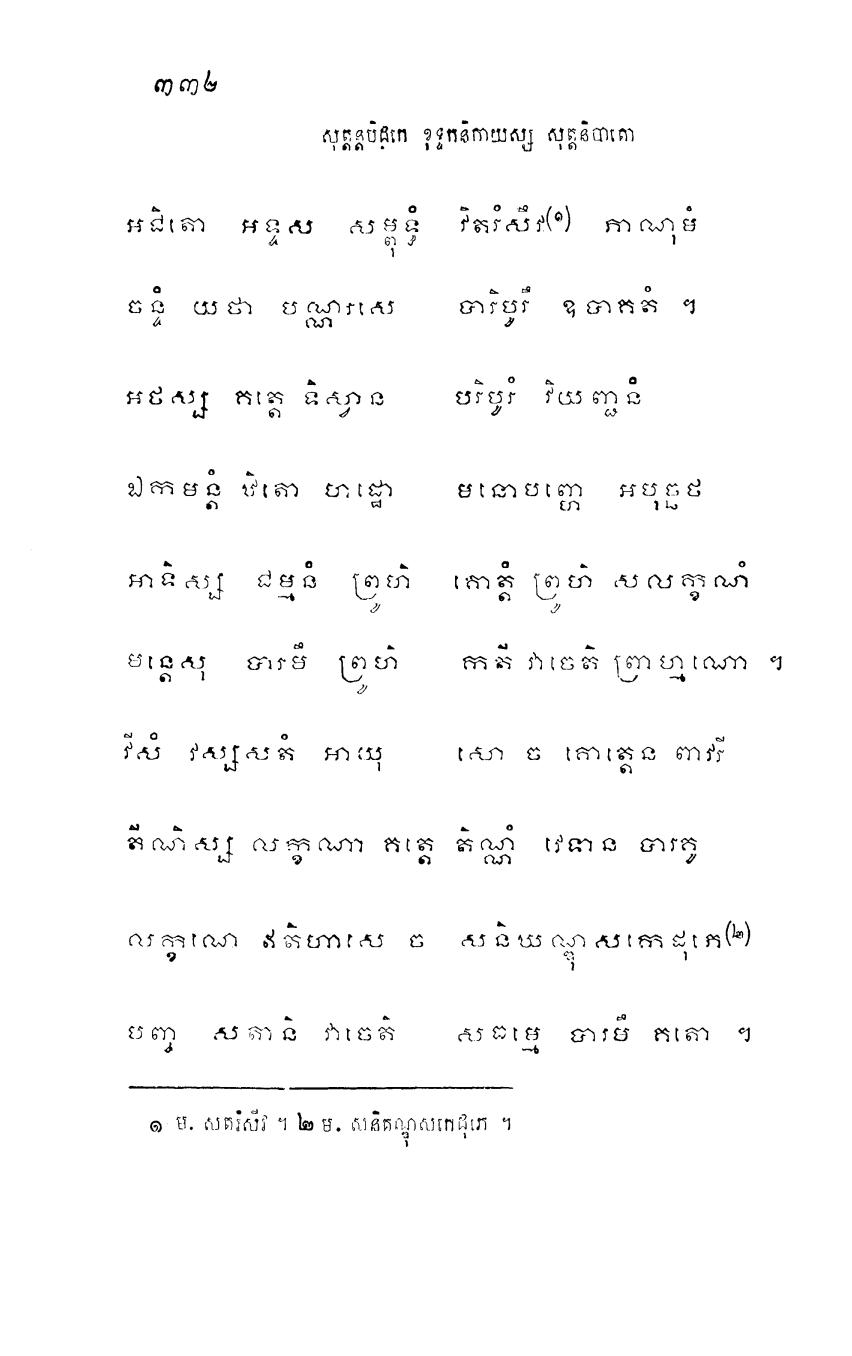 ៣៣២
សុត្តន្តបិដកេ ខុទ្ទកនិកាយស្ស សុត្តនិបាតោ
អជិតោ អទ្ទស សម្ពុទ្ធំ វិតរំសីវ(១) ភាណុមំ
ចន្ទំ យថា បណ្ណរសេ បារិបូរឹ ឧបាគតំ ។
អថស្ស គត្តេ ទិស្វាន បរិបូរំ វិយញ្ជនំ
ឯកមន្តំ ឋិតោ ហដ្ឋោ មនោបញ្ហេ អបុច្ឆថ
អាទិស្ស ជម្មនំ ព្រូហិ គោត្តំ ព្រូហិ សលក្ខណំ
មន្តេសុ បារមឹ ព្រូហិ កតី វាចេតិ ព្រាហ្មណោ ។
វីសំ វស្សសតំ អាយុ សោ ច គោត្តេន ពាវរី
តីណិស្ស លក្ខណា គត្តេ តិណ្ណំ វេទាន បារគូ
លក្ខណេ ឥតិហាសេ ច សនិឃណ្ឌុសកេដុភេ(២)
បញ្ច សតានិ វាចេតិ សធម្មេ បារមឹ គតោ ។
១ ម. សតរំសីវ ។ ២ ម. សនិគណ្ឌុសកេដុភេ ។